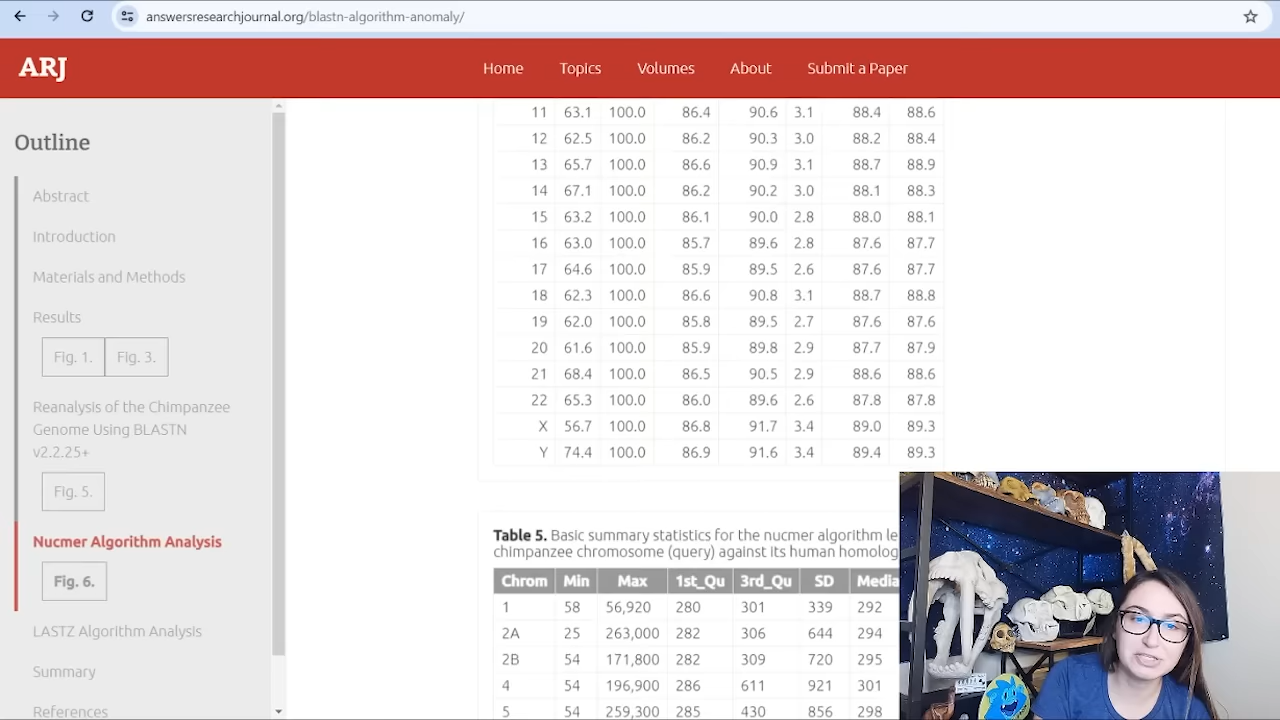 answersresearchjournal.org/blastn-algorithm-anomaly/
ARJ
Home Topics Volumes About Submit a Paper
Outline
Abstract
Introduction
Materials and Methods
Results
Fig. 1. Fig. 3.
Reanalysis of the Chimpanzee
Genome Using BLASTN
v2.2.25+
Fig. 5.
Nucmer Algorithm Analysis
Fig. 6.
LASTZ Algorithm Analysis
Summary
References
11 63.1 100.0 86.4 90.6 3.1 88.4 88.6
12 62.5 100.0 86.2 90.3 3.0 88.2 88.4
13 65.7 100.0 86.6 90.9 3.1 88.7 88.9
14 67.1 100.0 86.2 90.2 3.0 88.1 88.3
15 63.2 100.0 86.1 90.0 2.8 88.0 88.1
16 63.0 100.0 85.7 89.6 2.8 87.6 87.7
17 64.6 100.0 85.9 89.5 2.6 87.6 87.7
18 62.3 100.0 86.6 90.8 3.1 88.7 88.8
19 62.0 100.0 85.8 89.5 2.7 87.6 87.6
20 61.6 100.0 85.9 89.8 2.9 87.7 87.9
21 68.4 100.0 86.5 90.5 2.9 88.6 88.6
22 65.3 100.0 86.0 89.6 2.6 87.8 87.8
X 56.7 100.0 86.8 91.7 3.4 89.0 89.3
Y 74.4 100.0 86.9 91.6 3.4 89.4 89.3
Table 5. Basic summary statistics for the nucmer algorithm le
chimpanzee chromosome (query) against its human homolog
Chrom Min Max 1st_Qu 3rd_Qu SD Media
1 58 56,920 280 301 339 292
2A 25 263,000 282 306 644 294
2B 54 171,800 282 309 720 295
4 54 196,900 286 611 921 301
5 54 259,300 285 430 856 298